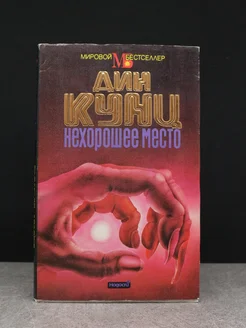 МИРОВОЙ М БЕСТСЕЛЛЕР
ДИН
КУНЦ
НЕХОРОШЕЕ МЕСТО